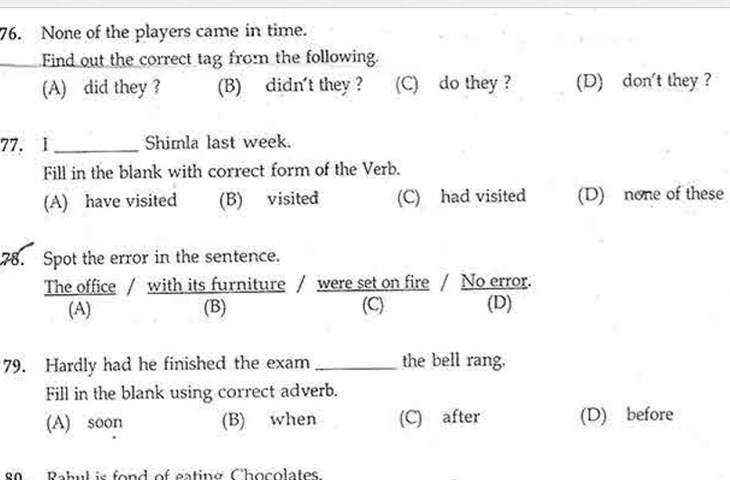 76. None of the players came in time.
Find out the correct tag from the following.
(A) did they ? (B) didn't they ? (C) do they ? (D) don't they ?
77. I ________ Shimla last week.
Fill in the blank with correct form of the Verb.
(A) have visited (B) visited (C) had visited (D) none of these
78. Spot the error in the sentence.
The office / with its furniture / were set on fire / No error.
(A) (B) (C) (D)
79. Hardly had he finished the exam ________ the bell rang.
Fill in the blank using correct adverb.
(A) soon (B) when (C) after (D) before
80. Rahul is fond of eating Chocolates.